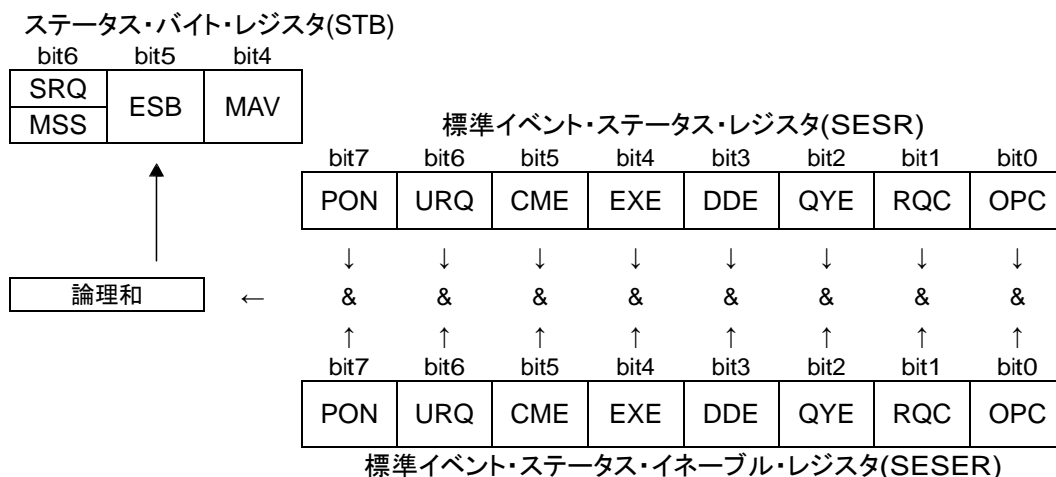 ステータス・バイト・レジスタ(STB)
bit6 bit5 bit4
SRQ
MSS
ESB MAV
標準イベント・ステータス・レジスタ(SESR)
bit7 bit6 bit5 bit4 bit3 bit2 bit1 bit0
PON URQ CME EXE DDE QYE RQC OPC
↓ ↓ ↓ ↓ ↓ ↓ ↓ ↓
論理和 ← & & & & & & & &
↑ ↑ ↑ ↑ ↑ ↑ ↑ ↑
bit7 bit6 bit5 bit4 bit3 bit2 bit1 bit0
PON URQ CME EXE DDE QYE RQC OPC
標準イベント・ステータス・イネーブル・レジスタ(SESER)